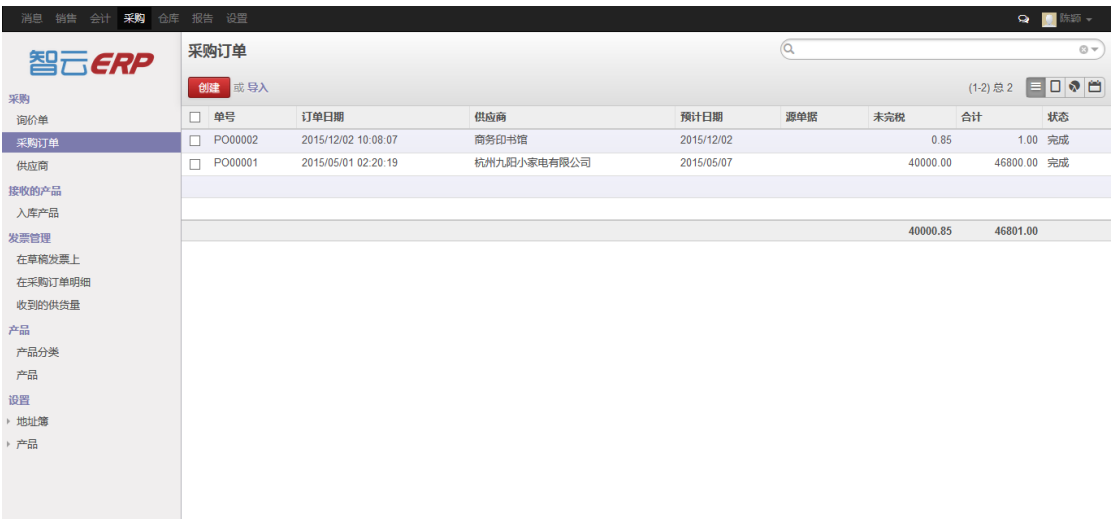 消息 销售 会计 采购 仓库 报告 设置 陈颖
智云ERP
采购
询价单
采购订单
供应商
接收的产品
入库产品
发票管理
在草稿发票上
在采购订单明细
收到的供货量
产品
产品分类
产品
设置
地址簿
产品
采购订单
创建 或 导入
(1-2) 总 2
单号 订单日期 供应商 预计日期 源单据 未完税 合计 状态
PO00002 2015/12/02 10:08:07 商务印书馆 2015/12/02 0.85 1.00 完成
PO00001 2015/05/01 02:20:19 杭州九阳小家电有限公司 2015/05/07 40000.00 46800.00 完成
40000.85 46801.00